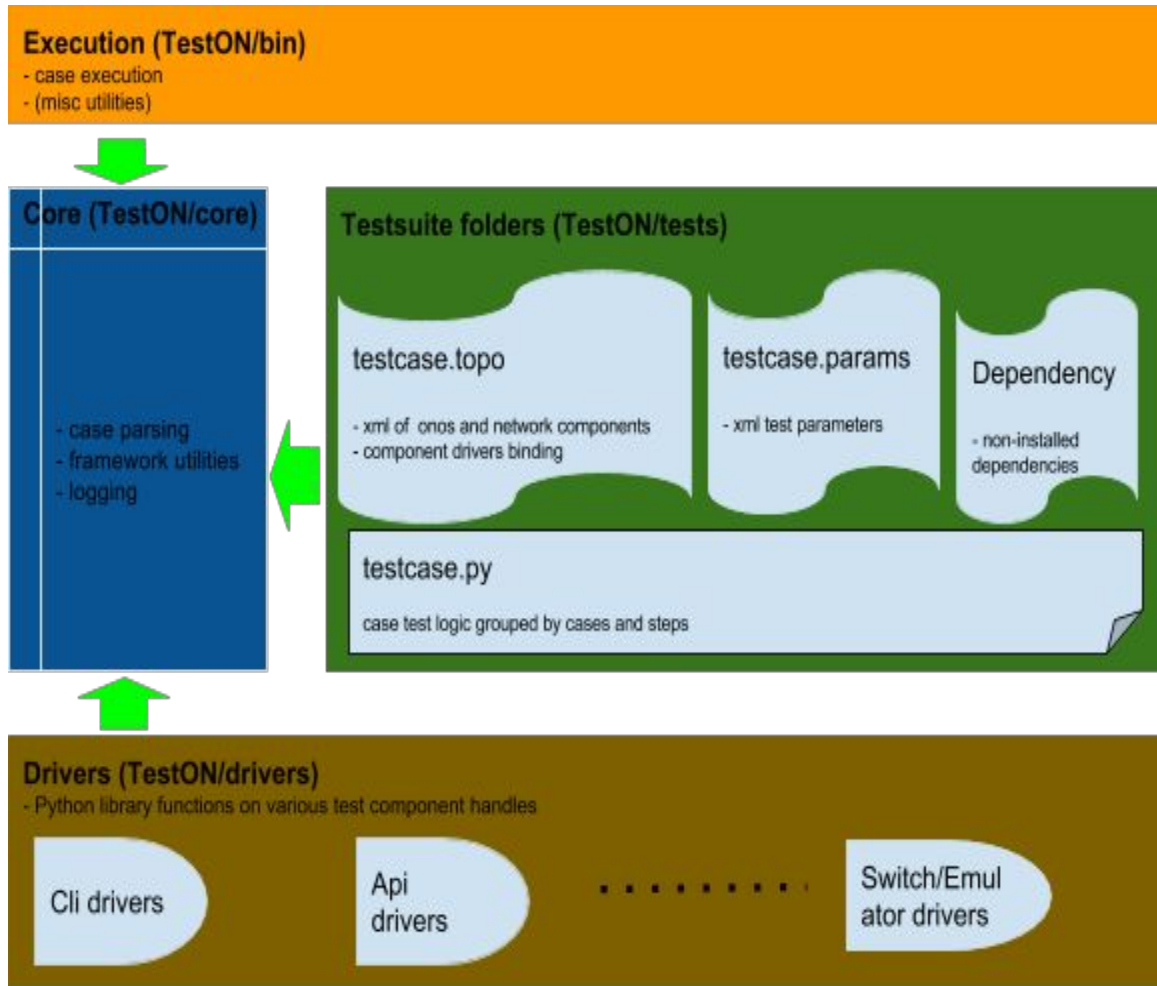 Execution (TestON/bin)
- case execution
- (misc utilities)
Core (TestON/core)
- case parsing
- framework utilities
- logging
Testsuite folders (TestON/tests)
testcase.topo
- xml of onos and network components
- component drivers binding
testcase.params
- xml test parameters
Dependency
- non-installed
dependencies
testcase.py
case test logic grouped by cases and steps
Drivers (TestON/drivers)
- Python library functions on various test component handles
Cli drivers
Api
drivers
Switch/Emul
ator drivers